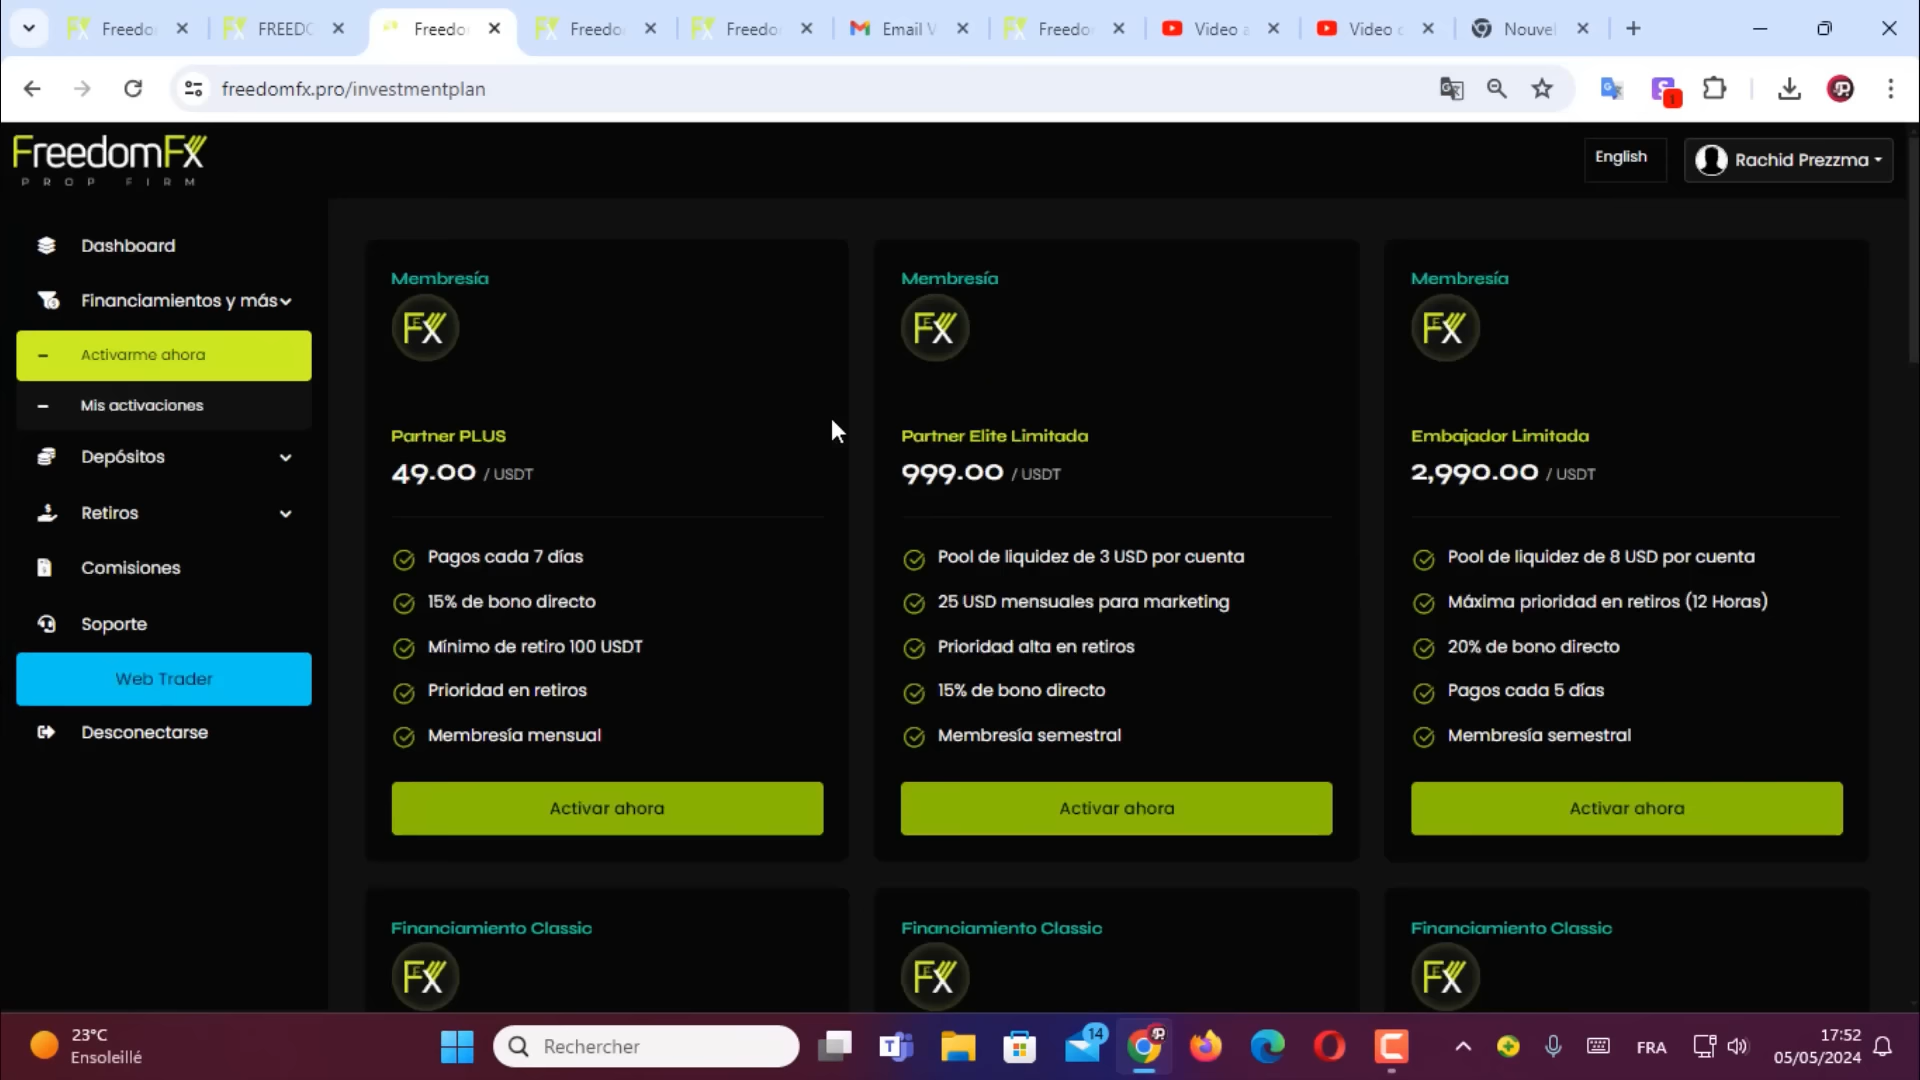 Freedo
FREEDO
Freedo
Freedo
Freedo
Email V
Freedo
Video a
Video c
Nouvel
freedomfx.pro/investmentplan
1
FreedomFX
PROP FIRM
English
Rachid Prezzma
Dashboard
Financiamientos y más
Activarme ahora
Mis activaciones
Depósitos
Retiros
Comisiones
Soporte
Web Trader
Desconectarse
Membresía
FX
Partner PLUS
49.00 / USDT
Pagos cada 7 días
15% de bono directo
Mínimo de retiro 100 USDT
Prioridad en retiros
Membresía mensual
Activar ahora
Membresía
FX
Partner Elite Limitada
999.00 / USDT
Pool de liquidez de 3 USD por cuenta
25 USD mensuales para marketing
Prioridad alta en retiros
15% de bono directo
Membresía semestral
Activar ahora
Membresía
FX
Embajador Limitada
2,990.00 / USDT
Pool de liquidez de 8 USD por cuenta
Máxima prioridad en retiros (12 Horas)
20% de bono directo
Pagos cada 5 días
Membresía semestral
Activar ahora
Financiamiento Classic
FX
Financiamiento Classic
FX
Financiamiento Classic
FX
23°C
Ensoleillé
Rechercher
14
FRA
17:52
05/05/2024